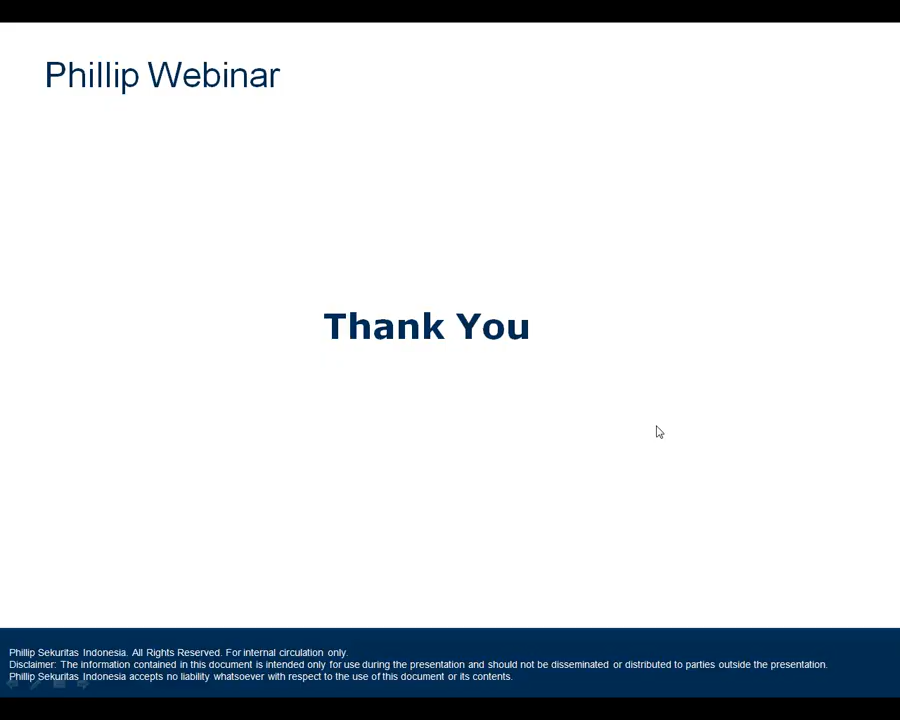 Phillip Webinar
Thank You
Phillip Sekuritas Indonesia. All Rights Reserved. For internal circulation only.
Disclaimer: The information contained in this document is intended only for use during the presentation and should not be disseminated or distributed to parties outside the presentation.
Phillip Sekuritas Indonesia accepts no liability whatsoever with respect to the use of this document or its contents.